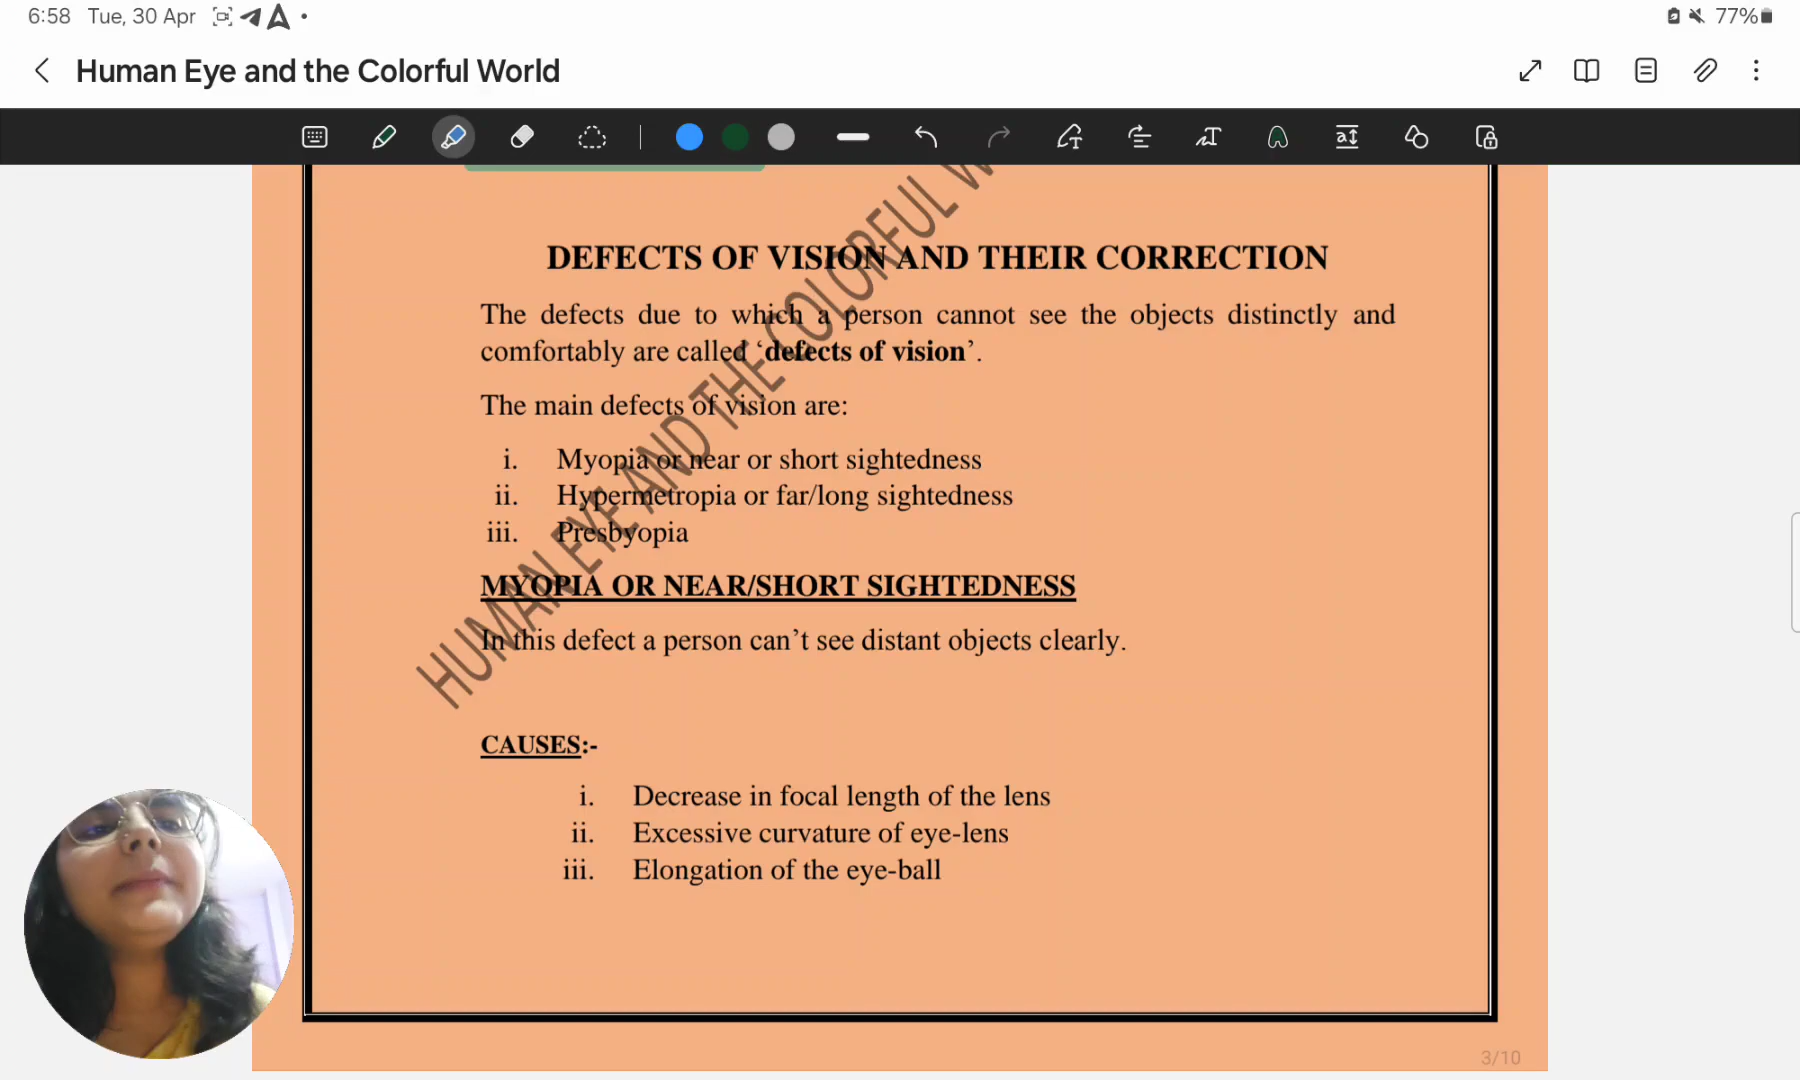 6:58 Tue, 30 Apr
77%
Human Eye and the Colorful World
DEFECTS OF VISION AND THEIR CORRECTION
The defects due to which a person cannot see the objects distinctly and
comfortably are called ‘defects of vision’.
The main defects of vision are:
i. Myopia or near or short sightedness
ii. Hypermetropia or far/long sightedness
iii. Presbyopia
MYOPIA OR NEAR/SHORT SIGHTEDNESS
In this defect a person can’t see distant objects clearly.
CAUSES:-
i. Decrease in focal length of the lens
ii. Excessive curvature of eye-lens
iii. Elongation of the eye-ball
HUMAN EYE AND THE COLORFUL W
3/10